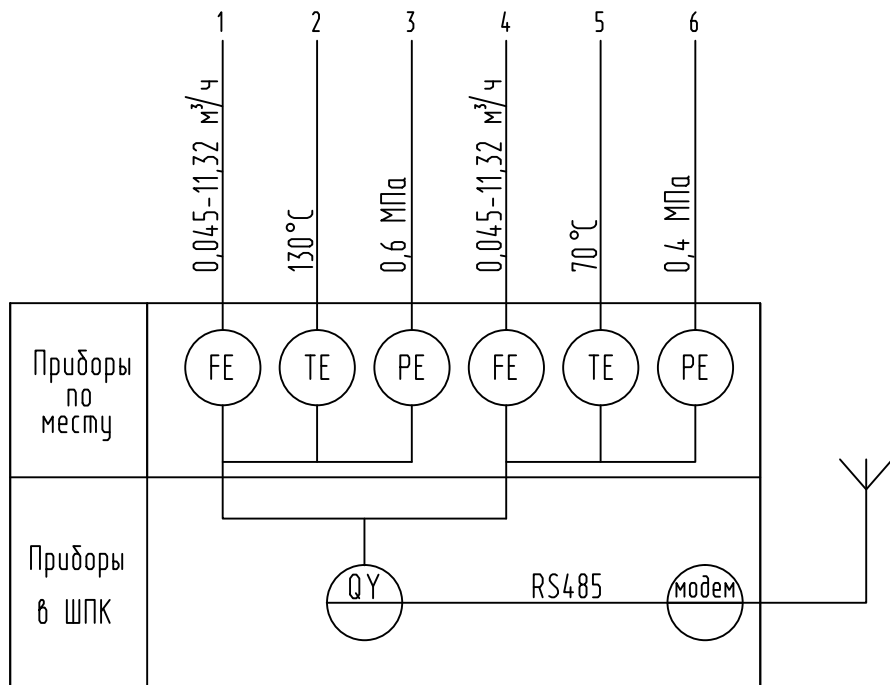 1
2
3
4
5
6
0,045-11,32 м³/ч
130°С
0,6 МПа
0,045-11,32 м³/ч
70°С
0,4 МПа
Приборы
по
месту
FE
TE
PE
FE
TE
PE
Приборы
в ШПК
QY
RS485
модем